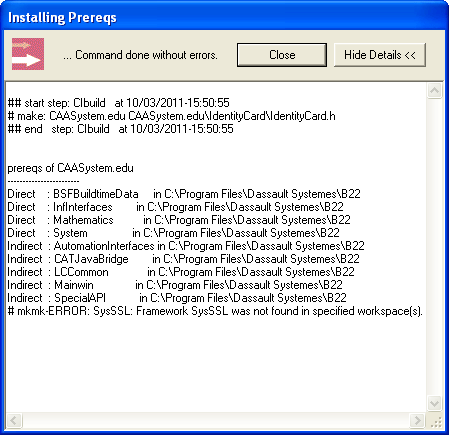 Installing Prereqs
... Command done without errors.
Close
Hide Details <<
## start step: CIbuild at 10/03/2011-15:50:55
# make: CAASystem.edu CAASystem.edu\IdentityCard\IdentityCard.h
## end step: CIbuild at 10/03/2011-15:50:55
prereqs of CAASystem.edu
------------------------
Direct : BSFBuildtimeData in C:\Program Files\Dassault Systemes\B22
Direct : InfInterfaces in C:\Program Files\Dassault Systemes\B22
Direct : Mathematics in C:\Program Files\Dassault Systemes\B22
Direct : System in C:\Program Files\Dassault Systemes\B22
Indirect : AutomationInterfaces in C:\Program Files\Dassault Systemes\B22
Indirect : CATJavaBridge in C:\Program Files\Dassault Systemes\B22
Indirect : LCCommon in C:\Program Files\Dassault Systemes\B22
Indirect : Mainwin in C:\Program Files\Dassault Systemes\B22
Indirect : SpecialAPI in C:\Program Files\Dassault Systemes\B22
# mkmk-ERROR: SysSSL: Framework SysSSL was not found in specified workspace(s).